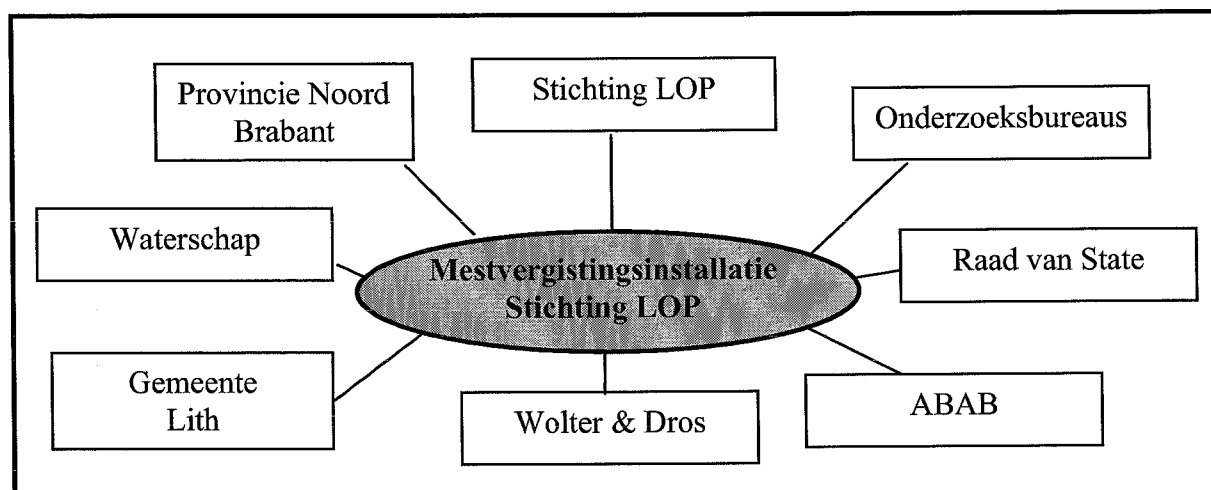 Provincie Noord
Brabant
Stichting LOP
Onderzoeksbureaus
Waterschap
Mestvergistingsinstallatie
Stichting LOP
Raad van State
Gemeente
Lith
Wolter & Dros
ABAB